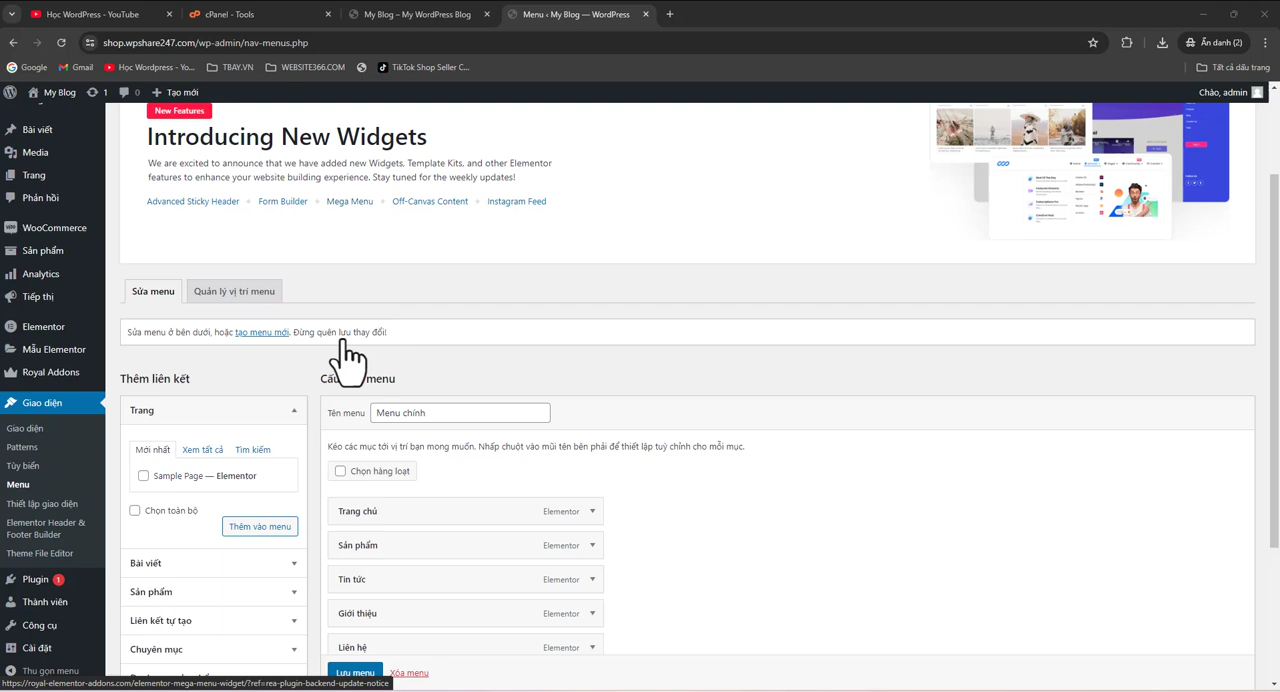 Học WordPress - YouTube
cPanel - Tools
My Blog – My WordPress Blog
Menu ‹ My Blog — WordPress
shop.wpshare247.com/wp-admin/nav-menus.php
Ẩn danh (2)
Google
Gmail
Học Wordpress - Yo...
TBAY.VN
WEBSITE366.COM
TikTok Shop Seller C...
Tất cả dấu trang
My Blog
1
0
Tạo mới
Chào, admin
Bài viết
Media
Trang
Phản hồi
WooCommerce
Sản phẩm
Analytics
Tiếp thị
Elementor
Mẫu Elementor
Royal Addons
Giao diện
Giao diện
Patterns
Tùy biến
Menu
Thiết lập giao diện
Elementor Header &
Footer Builder
Theme File Editor
Plugin 1
Thành viên
Công cụ
Cài đặt
Thu gọn menu
New Features
Introducing New Widgets
We are excited to announce that we have added new Widgets, Template Kits, and other Elementor
features to enhance your website building experience. Stay tuned for the weekly updates!
Advanced Sticky Header
Form Builder
Mega Menu
Off-Canvas Content
Instagram Feed
Sửa menu
Quản lý vị trí menu
Sửa menu ở bên dưới, hoặc tạo menu mới. Đừng quên lưu thay đổi!
Thêm liên kết
menu
Trang
Mới nhất
Xem tất cả
Tìm kiếm
Sample Page — Elementor
Chọn toàn bộ
Thêm vào menu
Bài viết
Sản phẩm
Liên kết tự tạo
Chuyên mục
Tên menu
Menu chính
Kéo các mục tới vị trí bạn mong muốn. Nhấp chuột vào mũi tên bên phải để thiết lập tuỳ chỉnh cho mỗi mục.
Chọn hàng loạt
Trang chủ Elementor
Sản phẩm Elementor
Tin tức Elementor
Giới thiệu Elementor
Liên hệ Elementor
Lưu menu
Xóa menu
https://royal-elementor-addons.com/elementor-mega-menu-widget/?ref=rea-plugin-backend-update-notice